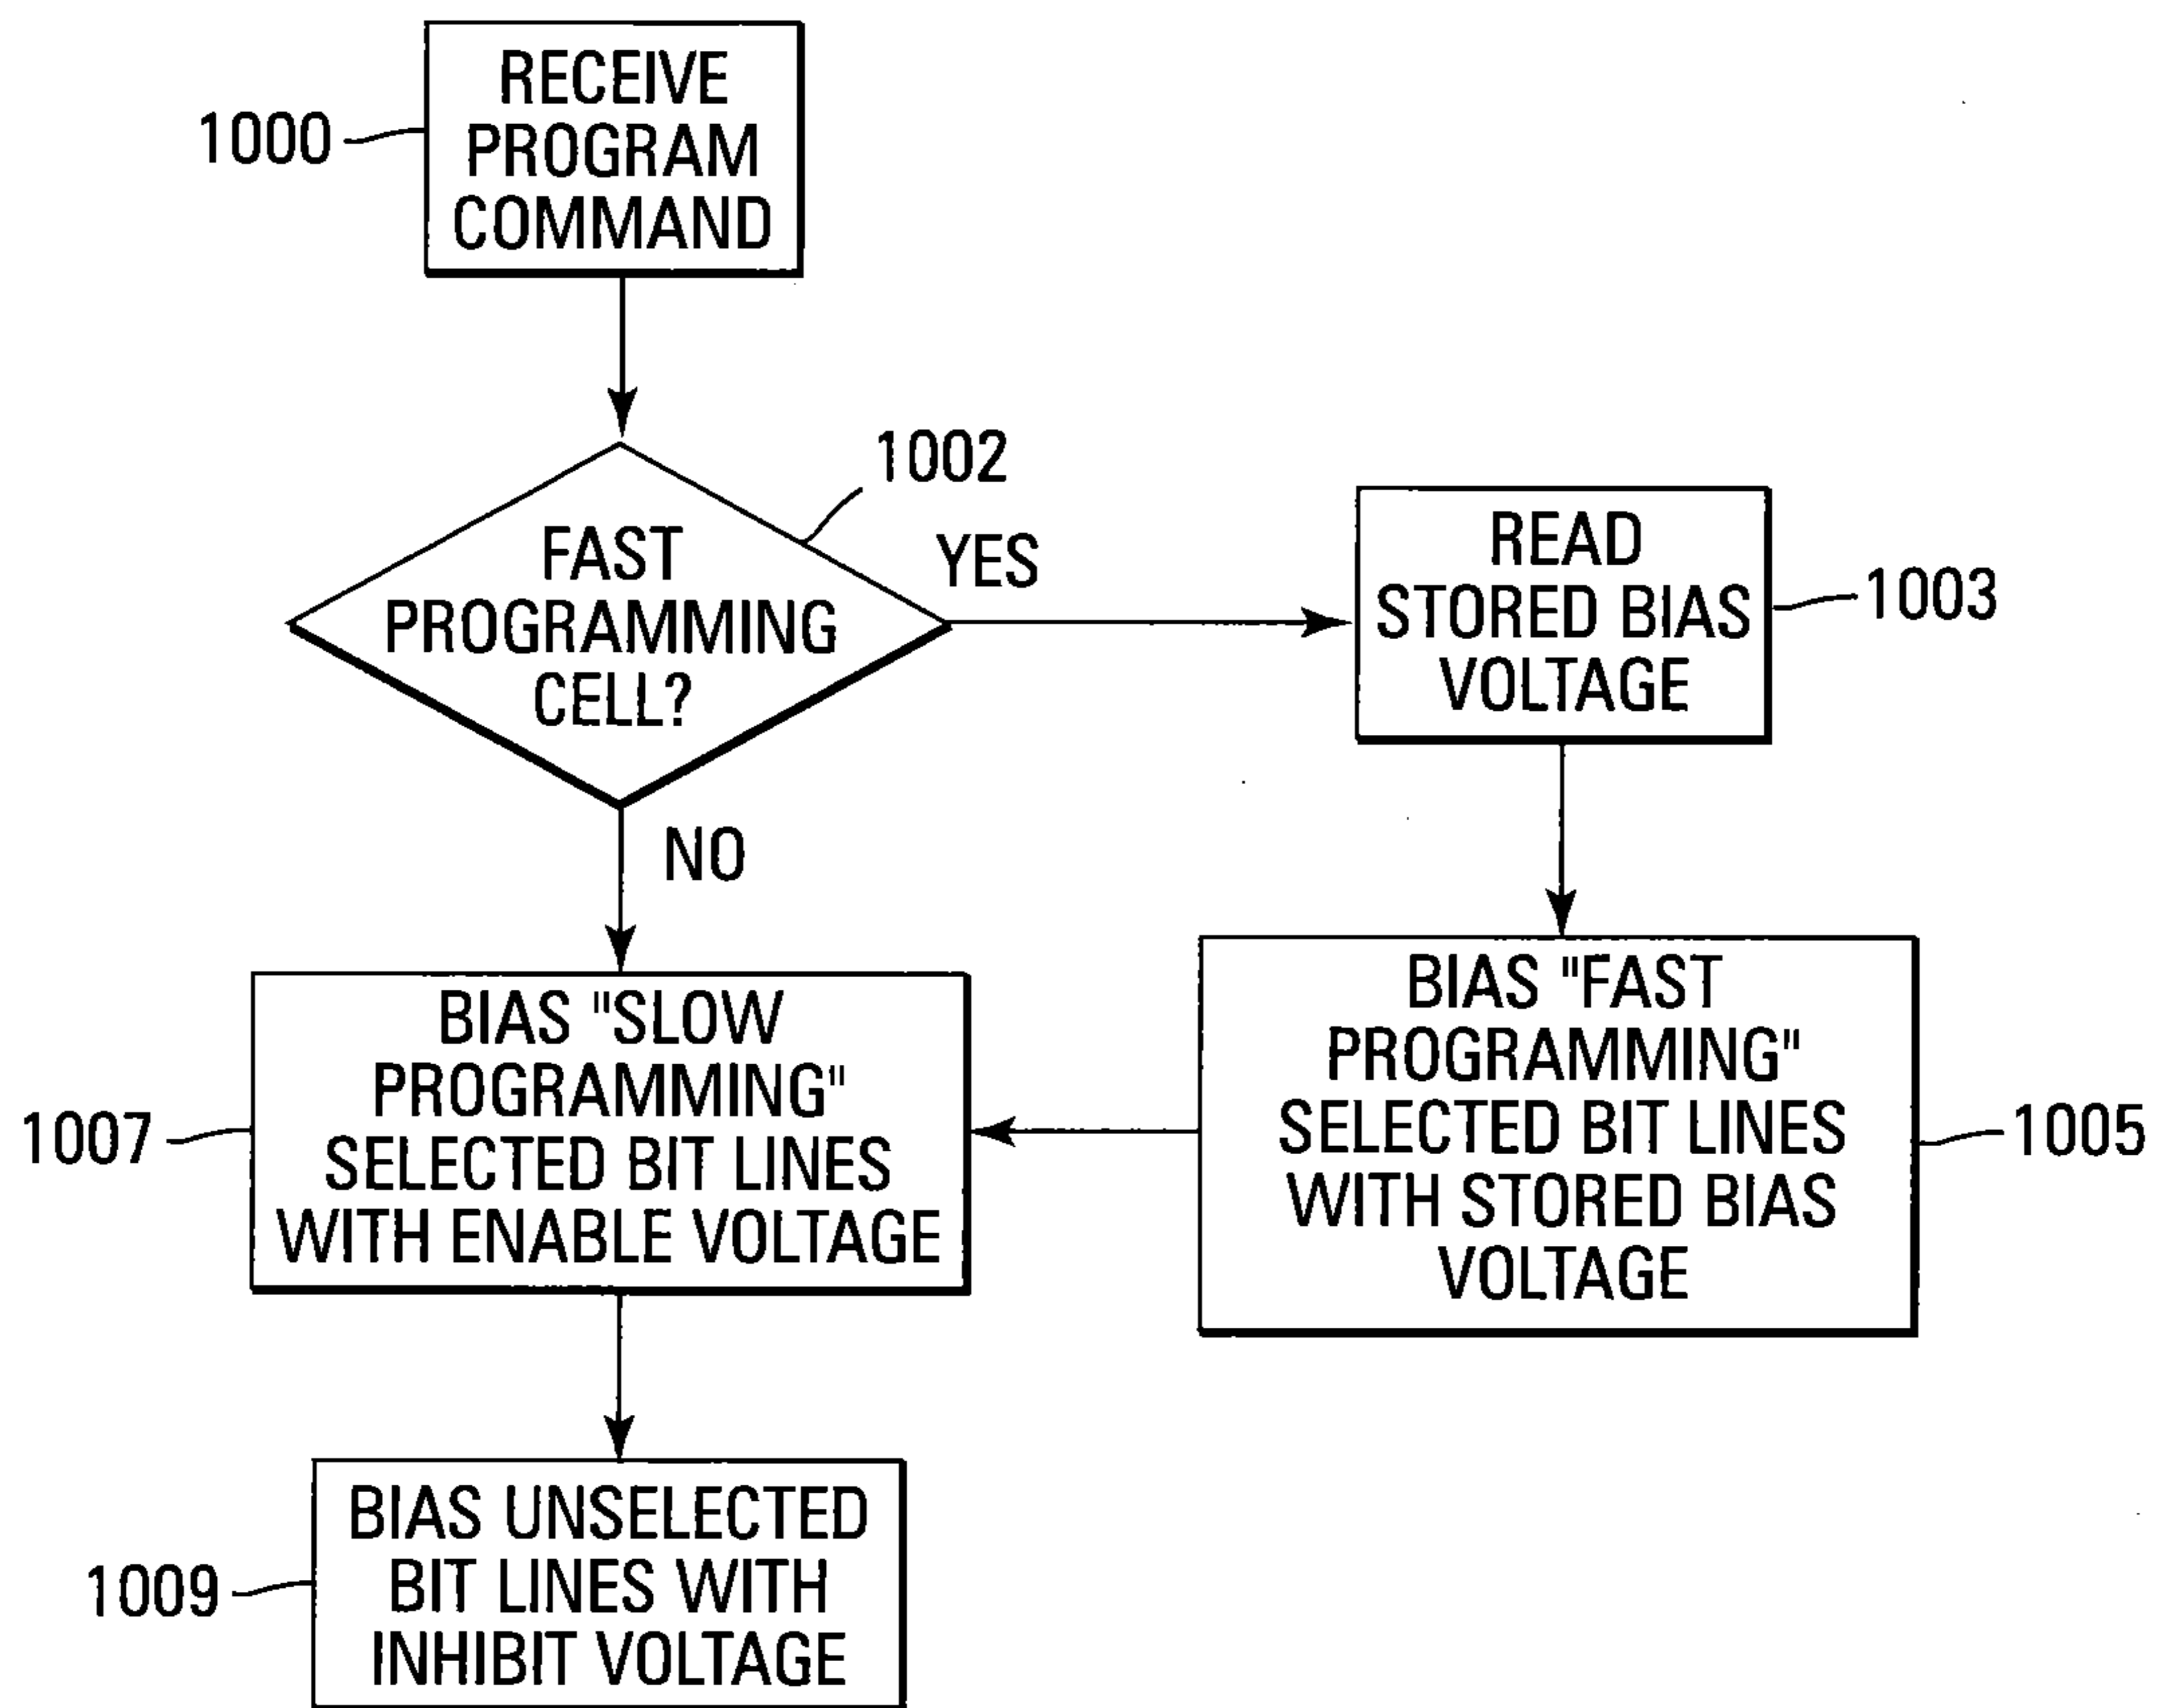 RECEIVE
PROGRAM
COMMAND
1000
1002
FAST
PROGRAMMING
CELL?
YES
NO
READ
STORED BIAS
VOLTAGE
1003
BIAS "FAST
PROGRAMMING"
SELECTED BIT LINES
WITH STORED BIAS
VOLTAGE
1005
BIAS "SLOW
PROGRAMMING"
SELECTED BIT LINES
WITH ENABLE VOLTAGE
1007
BIAS UNSELECTED
BIT LINES WITH
INHIBIT VOLTAGE
1009